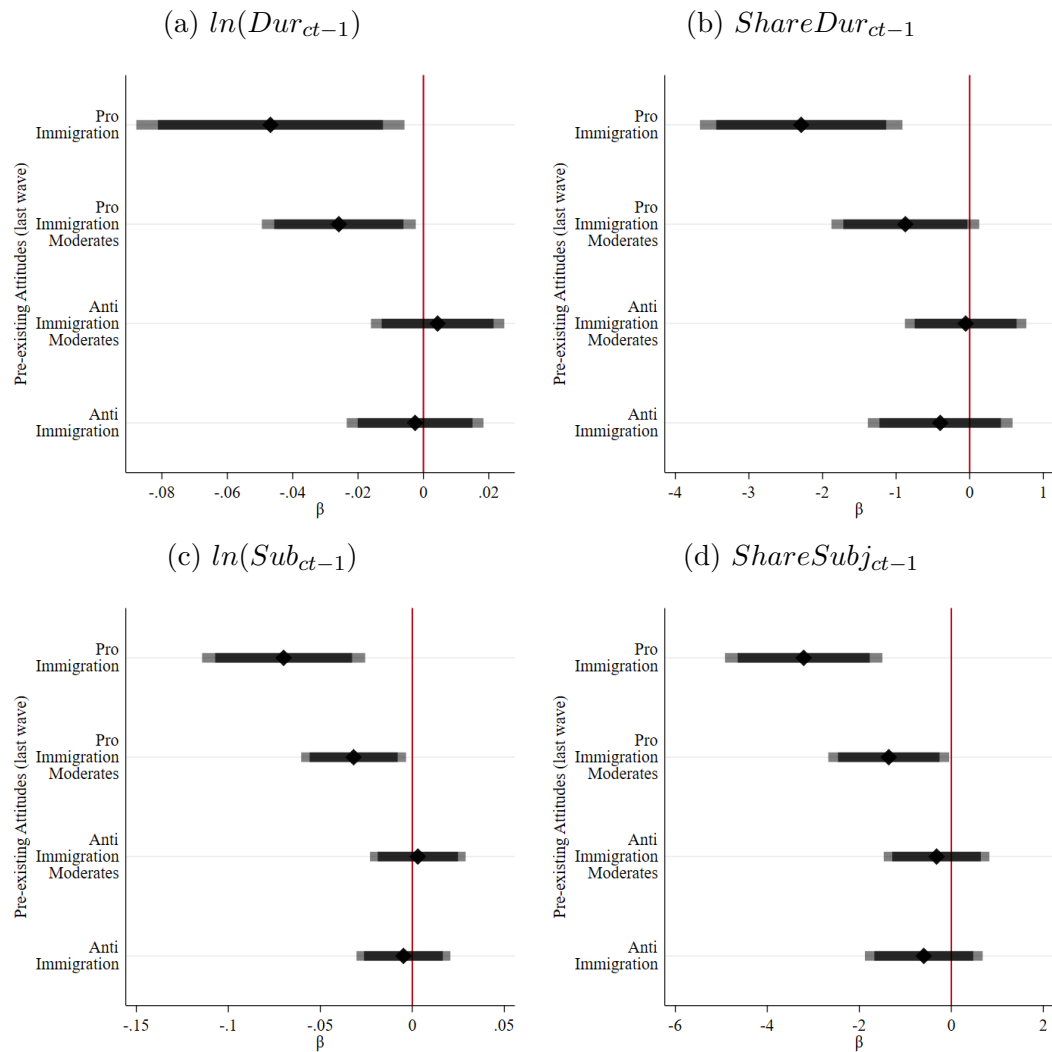 (a) ln(Dur_{ct−1})
Pre-existing Attitudes (last wave)
Pro
Immigration
Pro
Immigration
Moderates
Anti
Immigration
Moderates
Anti
Immigration
-.08 -.06 -.04 -.02 0 .02
β
(b) ShareDur_{ct−1}
Pre-existing Attitudes (last wave)
Pro
Immigration
Pro
Immigration
Moderates
Anti
Immigration
Moderates
Anti
Immigration
-4 -3 -2 -1 0 1
β
(c) ln(Sub_{ct−1})
Pre-existing Attitudes (last wave)
Pro
Immigration
Pro
Immigration
Moderates
Anti
Immigration
Moderates
Anti
Immigration
-.15 -.1 -.05 0 .05
β
(d) ShareSubj_{ct−1}
Pre-existing Attitudes (last wave)
Pro
Immigration
Pro
Immigration
Moderates
Anti
Immigration
Moderates
Anti
Immigration
-6 -4 -2 0 2
β